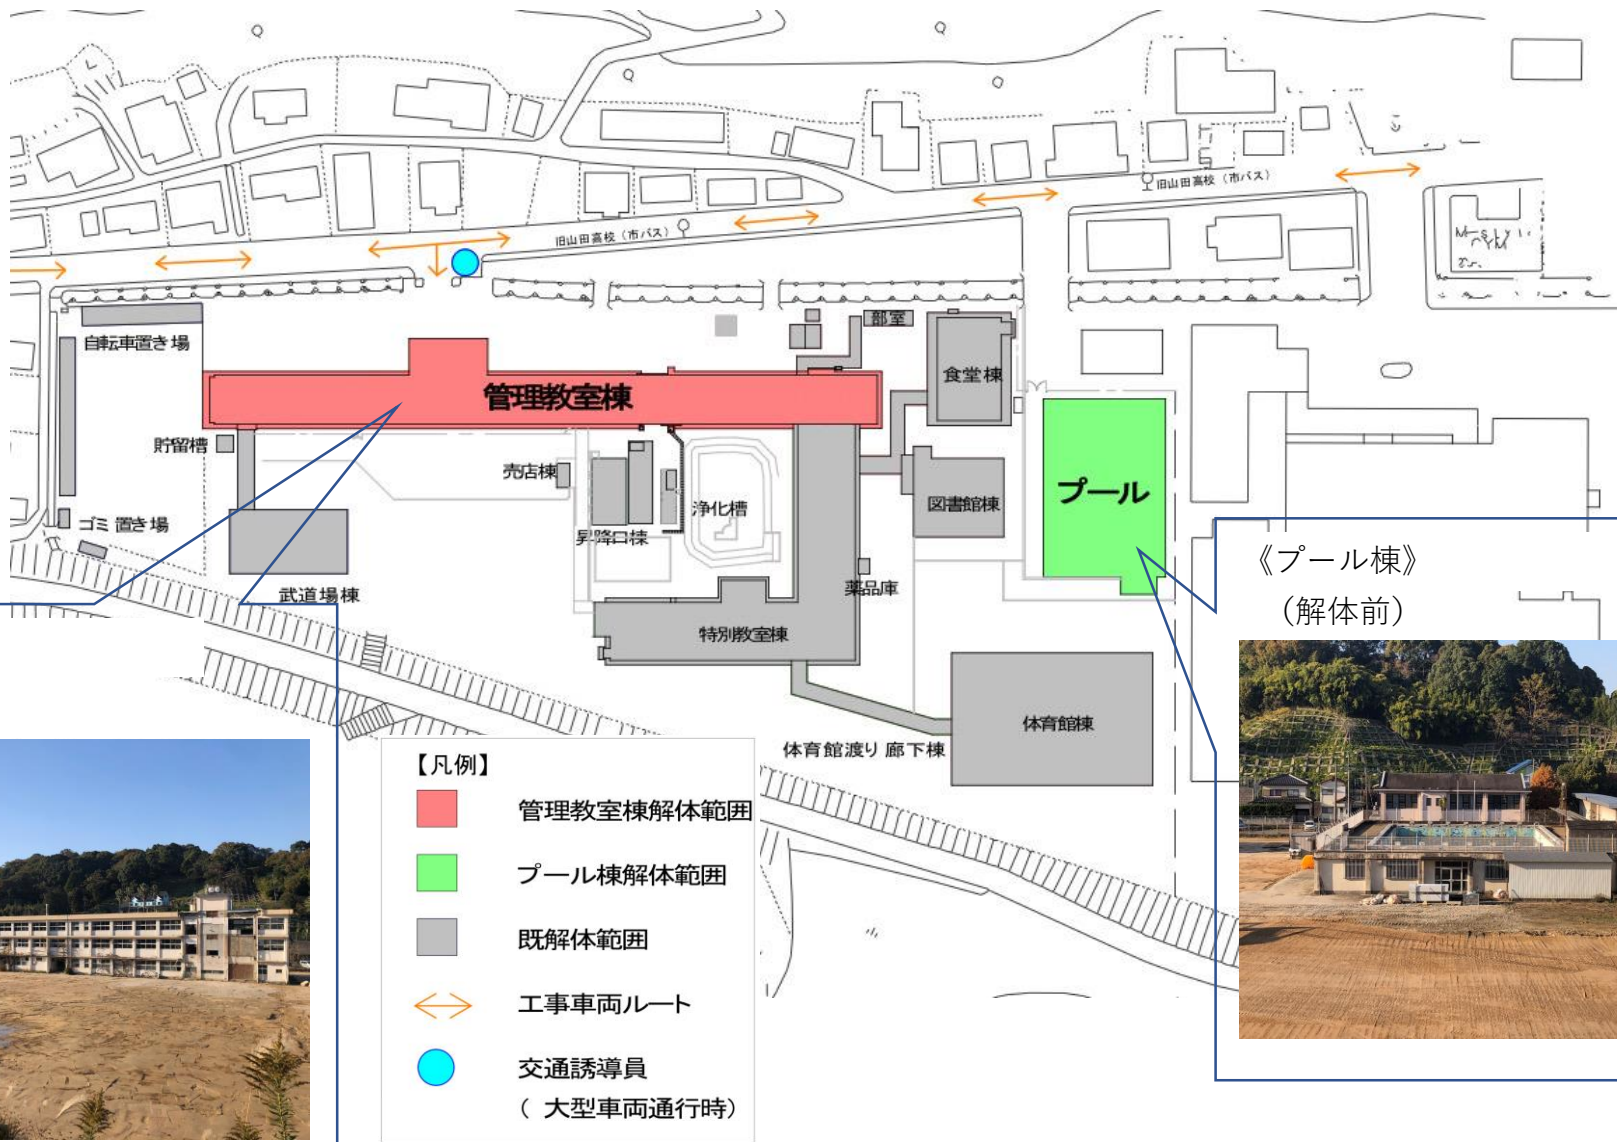 旧山田高校（市バス）
旧山田高校（市バス）
自転車置き場
部室
食堂棟
管理教室棟
貯留槽
売店棟
プール
ゴミ置き場
昇降口棟
浄化槽
図書館棟
武道場棟
薬品庫
《プール棟》
（解体前）
特別教室棟
体育館棟
体育館渡り廊下棟
【凡例】
管理教室棟解体範囲
プール棟解体範囲
既解体範囲
工事車両ルート
交通誘導員
（大型車両通行時）